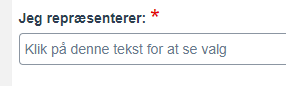 Jeg repræsenterer: *
Klik på denne tekst for at se valg